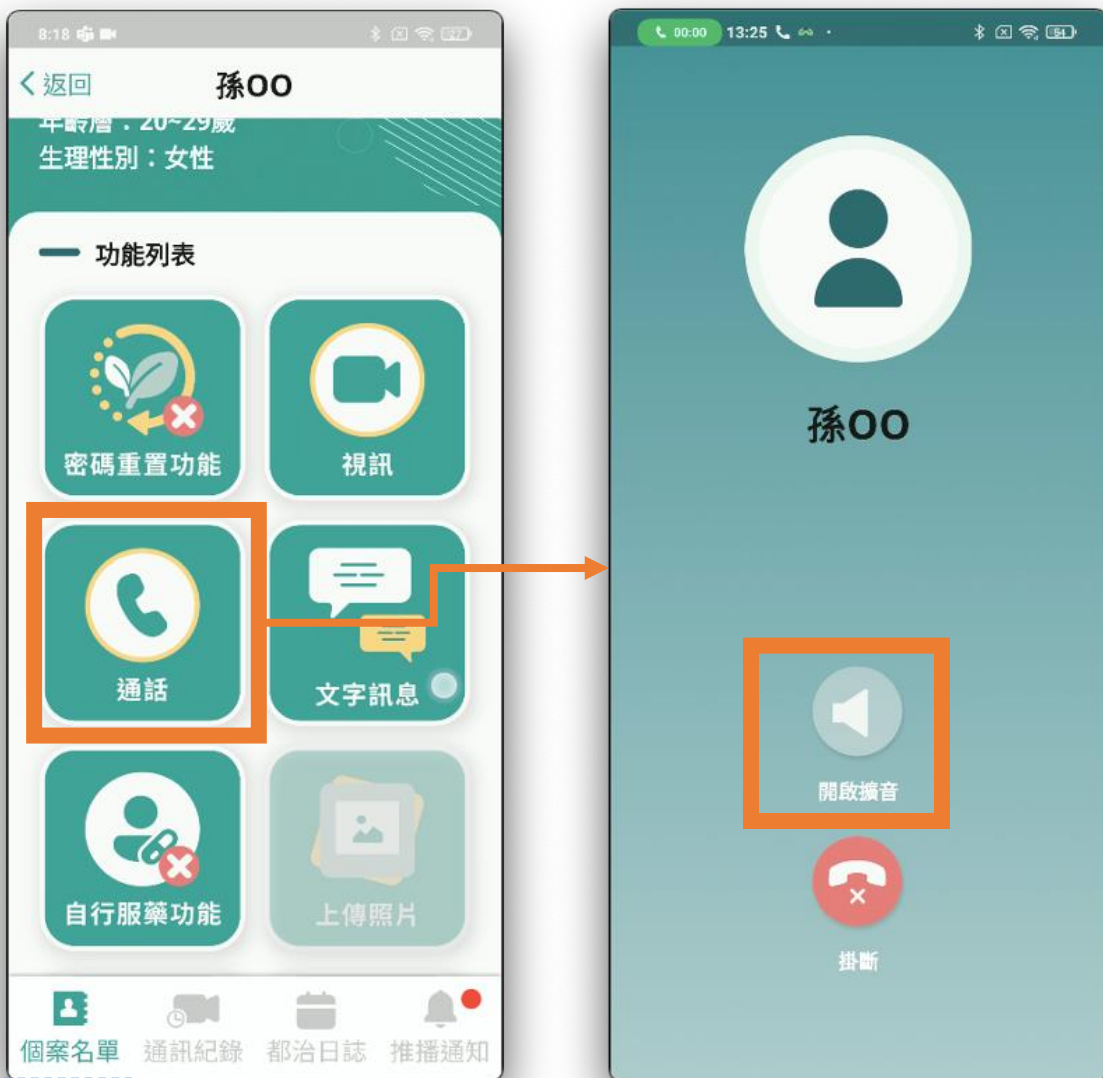 8:18
27
返回
孫OO
年齡層：20~29歲
生理性別：女性
功能列表
密碼重置功能
視訊
通話
文字訊息
自行服藥功能
上傳照片
個案名單
通訊紀錄
都治日誌
推播通知
00:00
13:25
54
孫OO
開啟擴音
掛斷